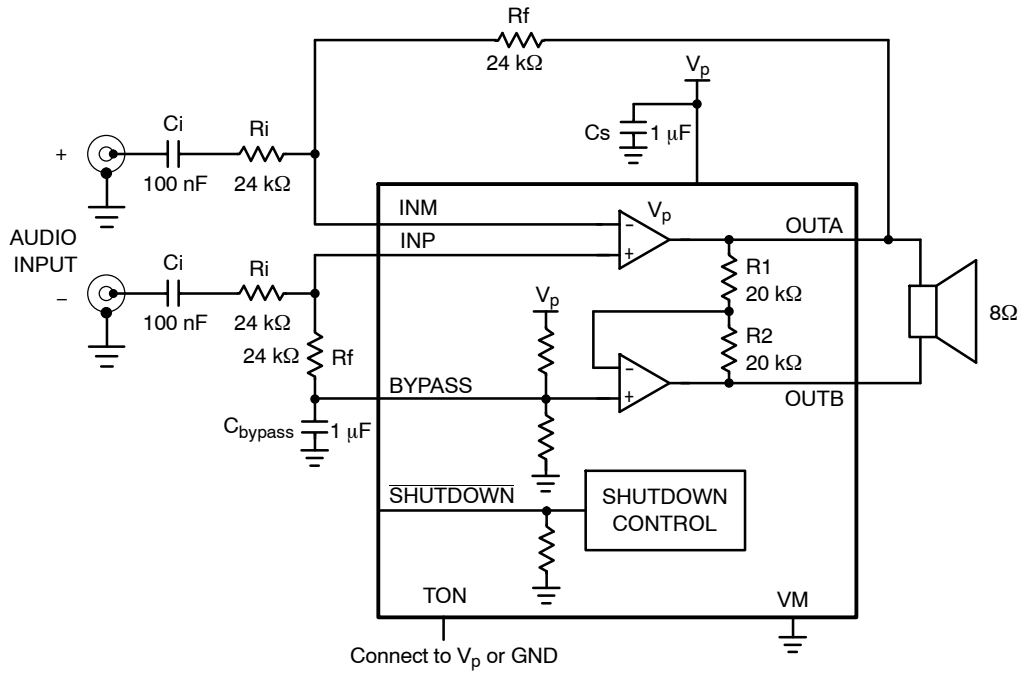 Rf
24 kΩ
Vp
Cs
1 μF
Ci
Ri
+
100 nF
24 kΩ
INM
INP
Vp
−
+
OUTA
AUDIO
INPUT
Ci
Ri
−
100 nF
24 kΩ
R1
20 kΩ
8Ω
Vp
24 kΩ
Rf
R2
20 kΩ
−
+
BYPASS
OUTB
Cbypass
1 μF
SHUTDOWN
SHUTDOWN
CONTROL
TON
VM
Connect to Vp or GND